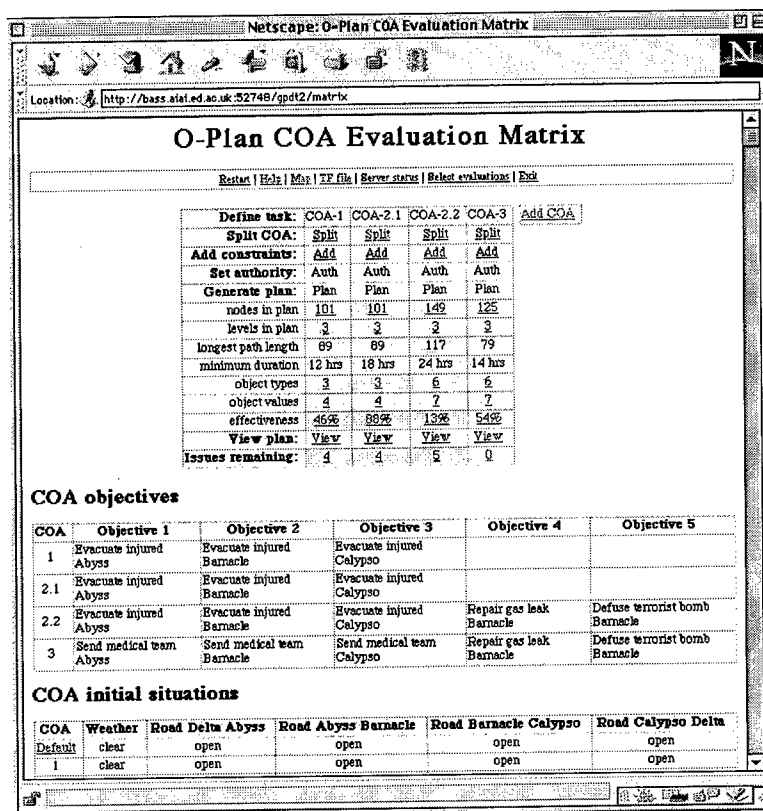 Netscape: O-Plan COA Evaluation Matrix
N
Location: http://bass.aiai.ed.ac.uk:52748/gpdt2/matrix
O-Plan COA Evaluation Matrix
Restart | Help | Map | TF file | Server status | Select evaluations | Exit
Define task: COA-1 COA-2.1 COA-2.2 COA-3 Add COA
Split COA: Split Split Split Split
Add constraints: Add Add Add Add
Set authority: Auth Auth Auth Auth
Generate plan: Plan Plan Plan Plan
nodes in plan 101 101 149 125
levels in plan 3 3 3 3
longest path length 89 89 117 79
minimum duration 12 hrs 18 hrs 24 hrs 14 hrs
object types 3 3 6 6
object values 4 4 7 7
effectiveness 46% 88% 13% 54%
View plan: View View View View
Issues remaining: 4 4 5 0
COA objectives
COA Objective 1 Objective 2 Objective 3 Objective 4 Objective 5
1 Evacuate injured Abyss Evacuate injured Barnacle Evacuate injured Calypso
2.1 Evacuate injured Abyss Evacuate injured Barnacle Evacuate injured Calypso
2.2 Evacuate injured Abyss Evacuate injured Barnacle Evacuate injured Calypso Repair gas leak Barnacle Defuse terrorist bomb Barnacle
3 Send medical team Abyss Send medical team Barnacle Send medical team Calypso Repair gas leak Barnacle Defuse terrorist bomb Barnacle
COA initial situations
COA Weather Road Delta Abyss Road Abyss Barnacle Road Barnacle Calypso Road Calypso Delta
Default clear open open open open
1 clear open open open open